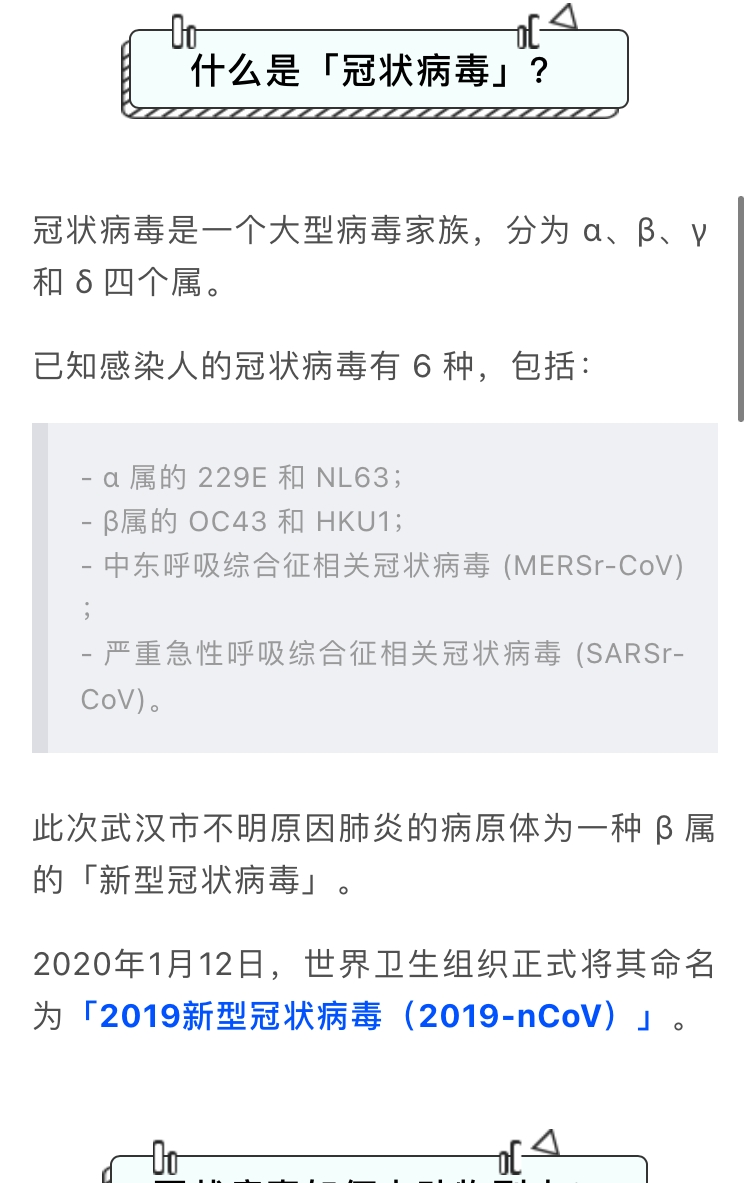 什么是「冠状病毒」?
冠状病毒是一个大型病毒家族，分为 α、β、γ
和 δ 四个属。
已知感染人的冠状病毒有 6 种，包括：
- α 属的 229E 和 NL63；
- β属的 OC43 和 HKU1；
- 中东呼吸综合征相关冠状病毒 (MERSr-CoV)
；
- 严重急性呼吸综合征相关冠状病毒 (SARSr-
CoV)。
此次武汉市不明原因肺炎的病原体为一种 β 属
的「新型冠状病毒」。
2020年1月12日，世界卫生组织正式将其命名
为「2019新型冠状病毒（2019-nCoV）」。